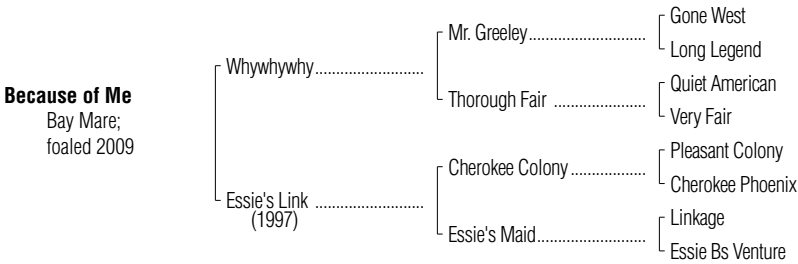 Gone West
Mr. Greeley............................
Long Legend
Whywhywhy..........................
Quiet American
Thorough Fair ......................
Very Fair
Because of Me
Bay Mare;
foaled 2009
Pleasant Colony
Cherokee Colony..................
Cherokee Phoenix
Essie's Link ..........................
(1997)
Linkage
Essie's Maid..........................
Essie Bs Venture